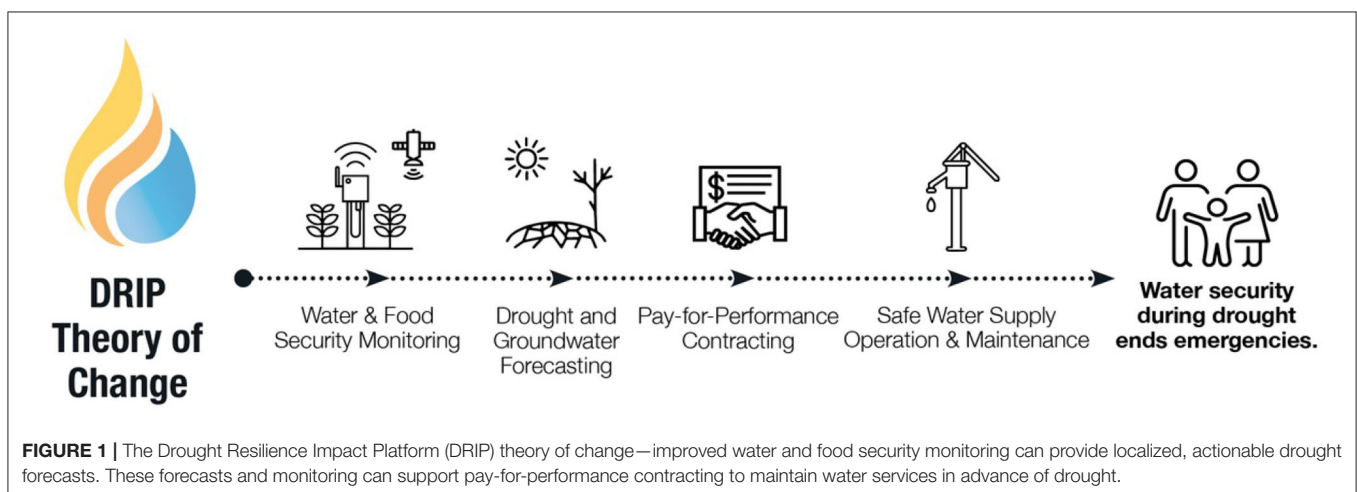 DRIP
Theory of
Change
Water & Food
Security Monitoring
Drought and
Groundwater
Forecasting
$
Pay-for-Performance
Contracting
Safe Water Supply
Operation & Maintenance
Water security
during drought
ends emergencies.
FIGURE 1 | The Drought Resilience Impact Platform (DRIP) theory of change—improved water and food security monitoring can provide localized, actionable drought
forecasts. These forecasts and monitoring can support pay-for-performance contracting to maintain water services in advance of drought.